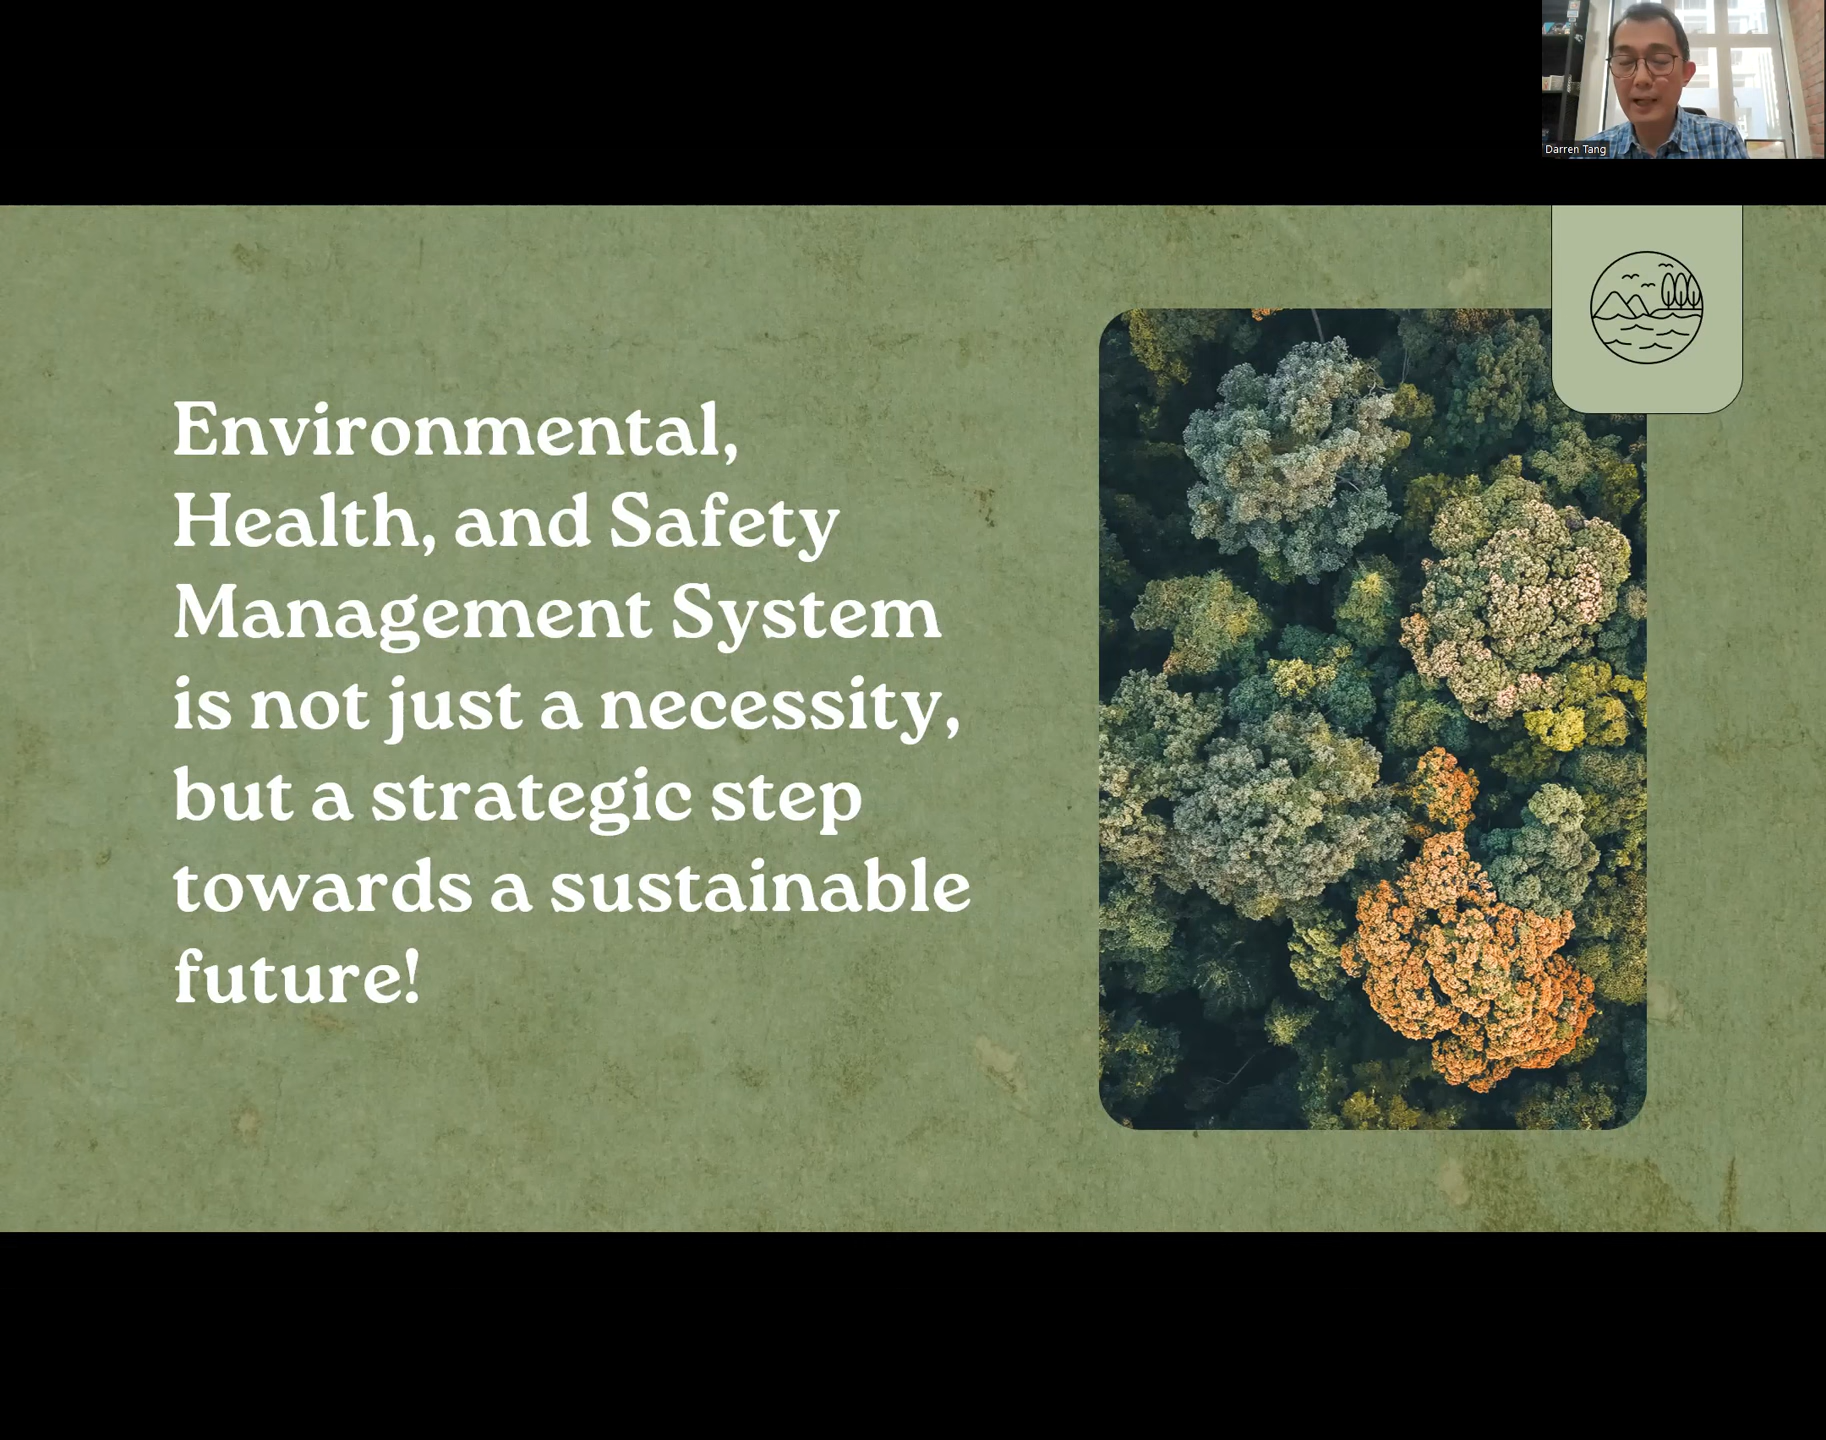 Darren Tang
Environmental,
Health, and Safety
Management System
is not just a necessity,
but a strategic step
towards a sustainable
future!